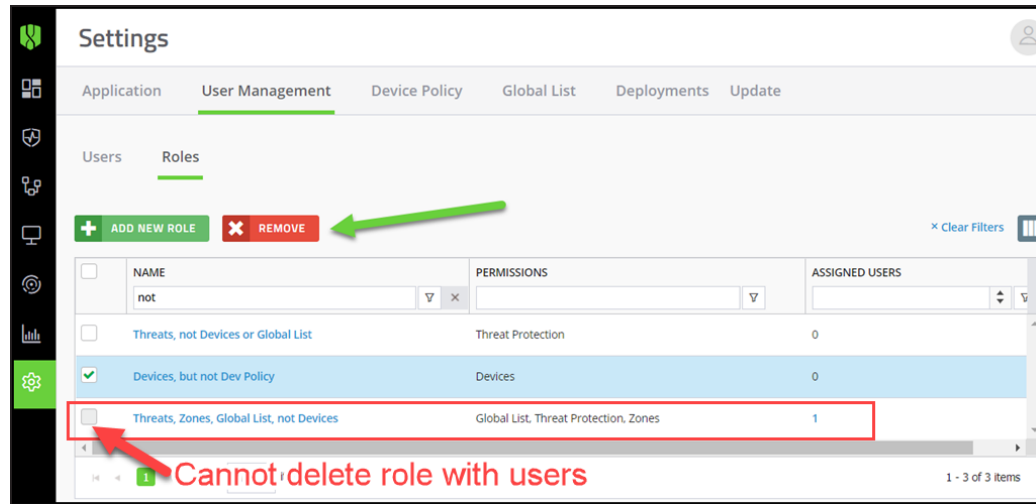 Settings
Application User Management Device Policy Global List Deployments Update
Users Roles
ADD NEW ROLE REMOVE × Clear Filters
NAME PERMISSIONS ASSIGNED USERS
not
Threats, not Devices or Global List Threat Protection 0
Devices, but not Dev Policy Devices 0
Threats, Zones, Global List, not Devices Global List, Threat Protection, Zones 1
Cannot delete role with users
1 1 - 3 of 3 items